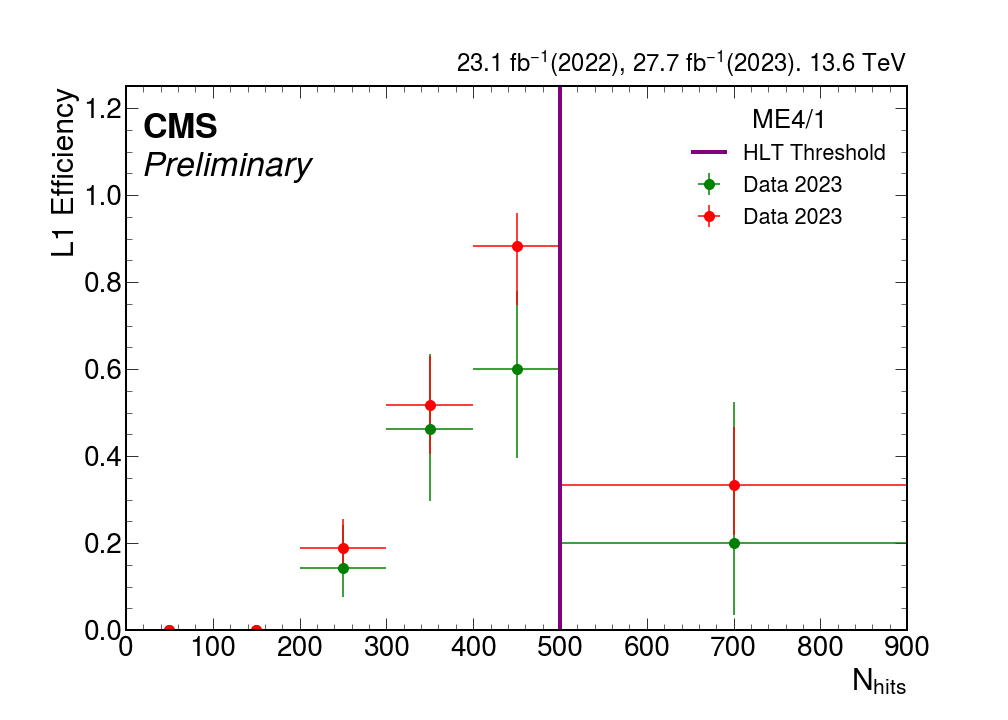 23.1 fb⁻¹(2022), 27.7 fb⁻¹(2023). 13.6 TeV
CMS
Preliminary
ME4/1
HLT Threshold
Data 2023
Data 2023
L1 Efficiency
1.2
1.0
0.8
0.6
0.4
0.2
0.0
0 100 200 300 400 500 600 700 800 900
N_hits